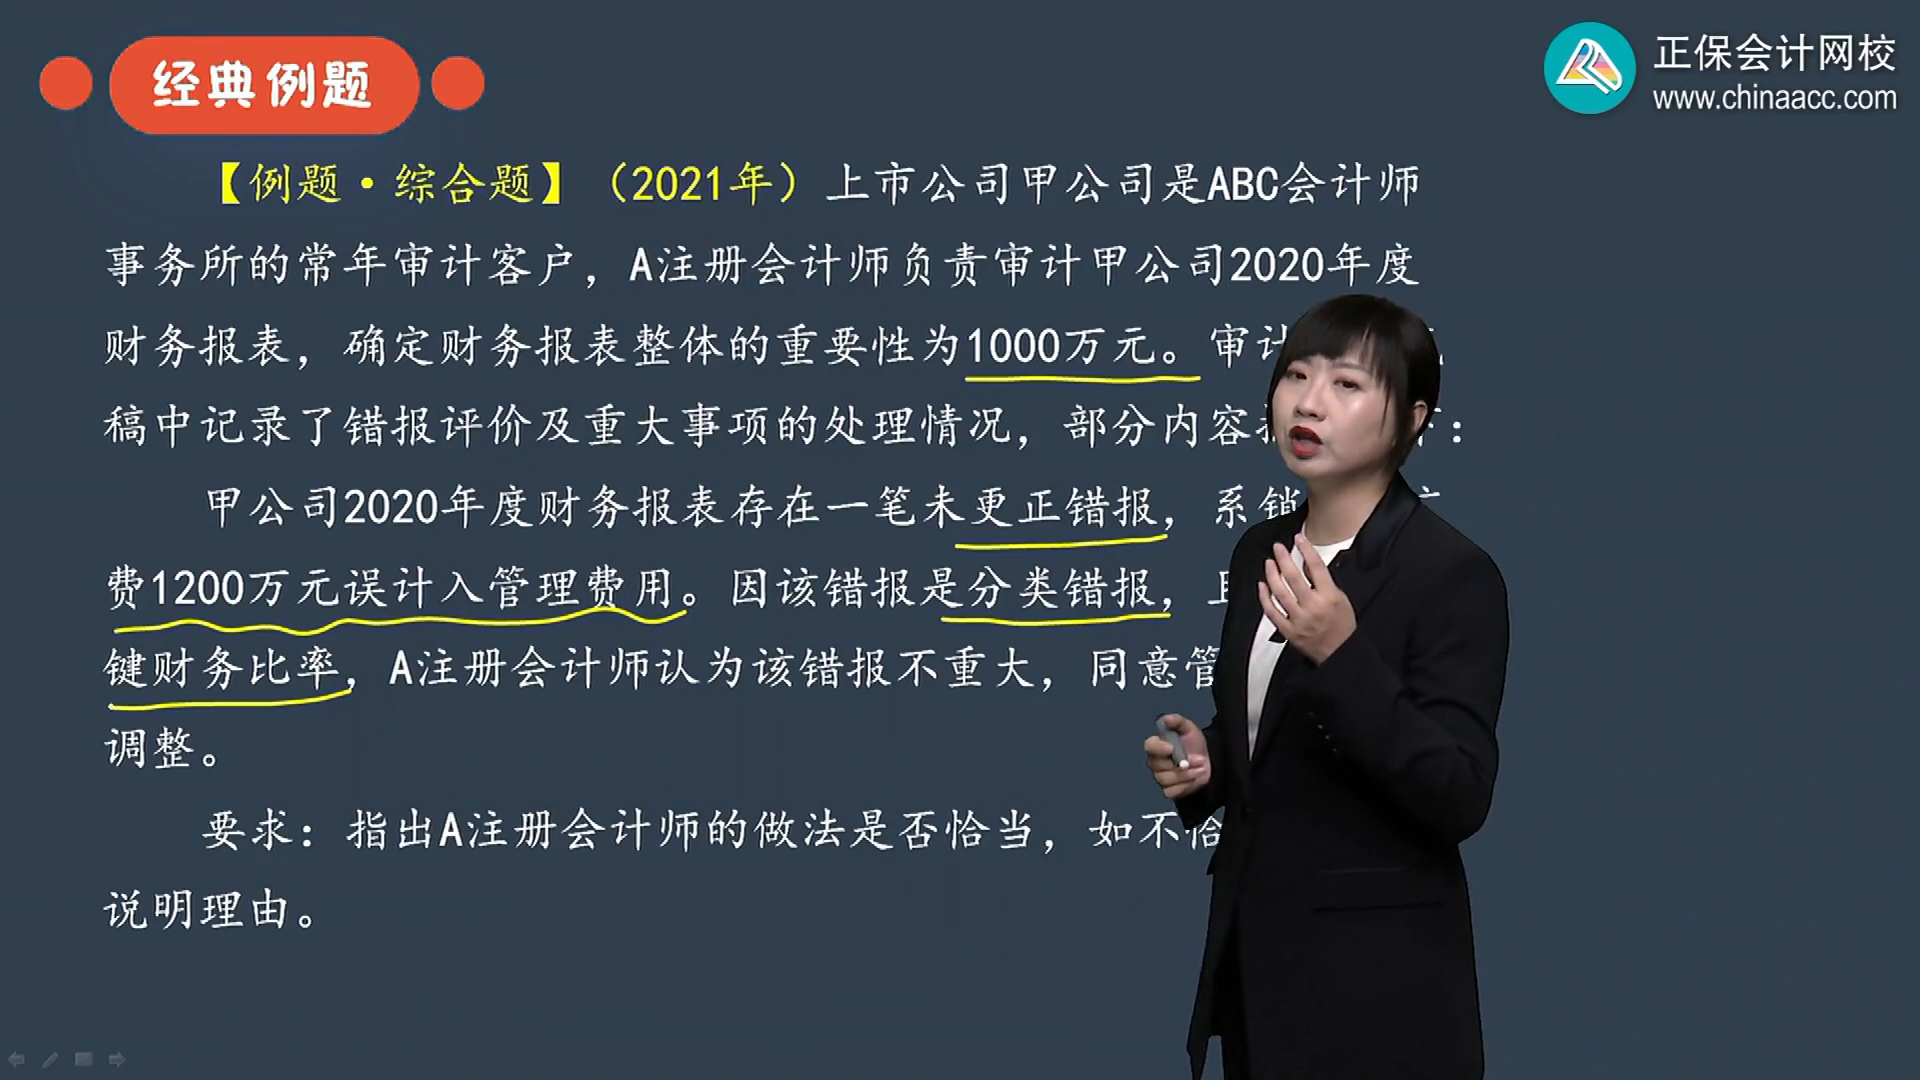 经典例题
正保会计网校
www.chinaacc.com
【例题·综合题】（2021年）上市公司甲公司是ABC会计师
事务所的常年审计客户，A注册会计师负责审计甲公司2020年度
财务报表，确定财务报表整体的重要性为1000万元。审计
稿中记录了错报评价及重大事项的处理情况，部分内容：
甲公司2020年度财务报表存在一笔未更正错报，系销
费1200万元误计入管理费用。因该错报是分类错报，
键财务比率，A注册会计师认为该错报不重大，同意管
调整。
要求：指出A注册会计师的做法是否恰当，如不恰
说明理由。